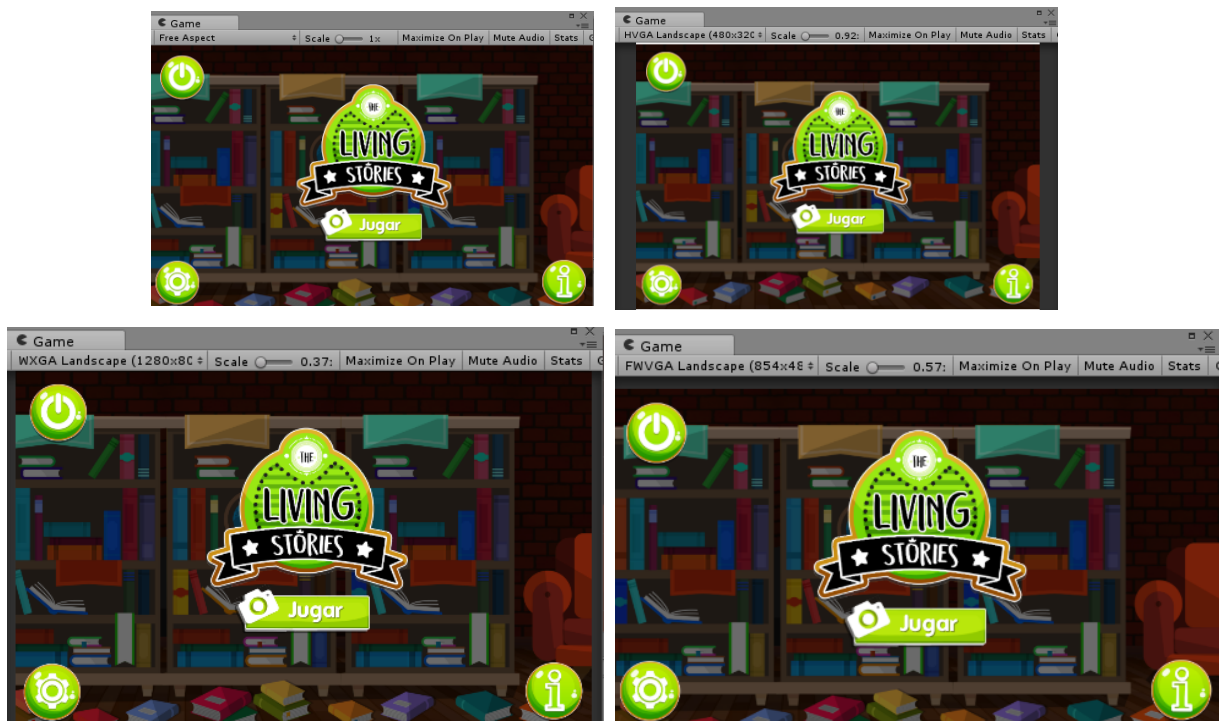 Game
Free Aspect Scale 1x Maximize On Play Mute Audio Stats G
THE
LIVING
STORIES
Jugar
Game
HVGA Landscape (480x320 Scale 0.92: Maximize On Play Mute Audio Stats
THE
LIVING
STORIES
Jugar
Game
WXGA Landscape (1280x80 Scale 0.37: Maximize On Play Mute Audio Stats G
THE
LIVING
STORIES
Jugar
Game
FWVGA Landscape (854x48 Scale 0.57: Maximize On Play Mute Audio Stats
THE
LIVING
STORIES
Jugar